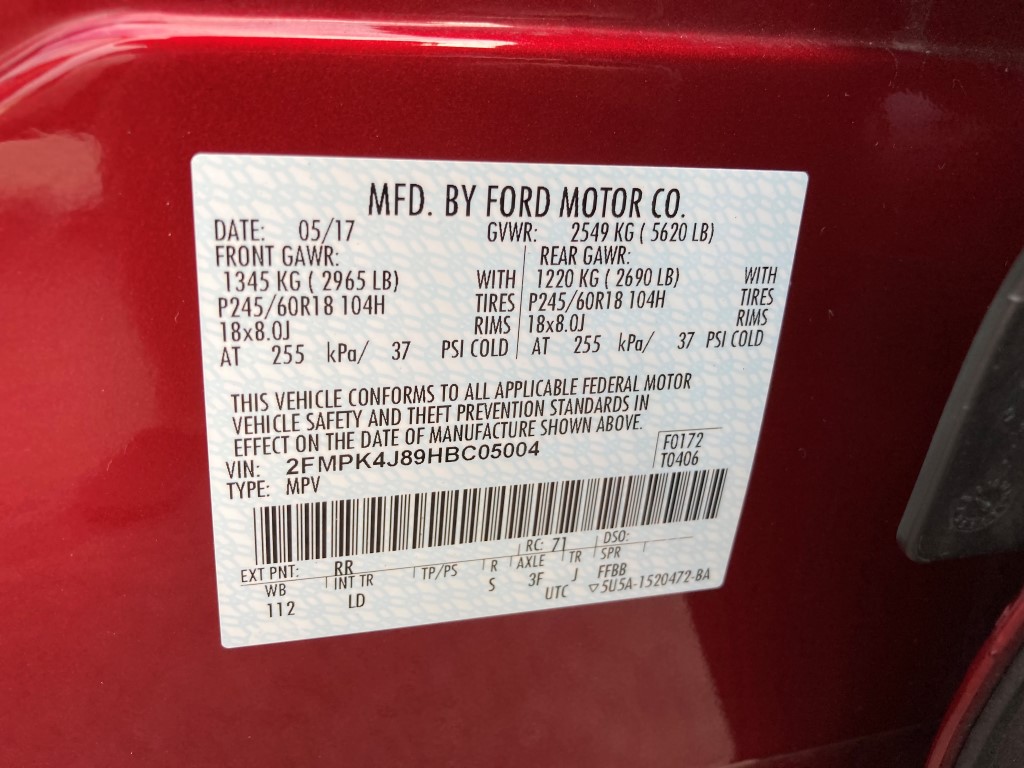 MFD. BY FORD MOTOR CO.
DATE: 05/17 GVWR: 2549 KG ( 5620 LB)
FRONT GAWR: REAR GAWR:
1345 KG ( 2965 LB) WITH 1220 KG ( 2690 LB) WITH
P245/60R18 104H TIRES P245/60R18 104H TIRES
18x8.0J RIMS 18x8.0J RIMS
AT 255 kPa/ 37 PSI COLD AT 255 kPa/ 37 PSI COLD
THIS VEHICLE CONFORMS TO ALL APPLICABLE FEDERAL MOTOR
VEHICLE SAFETY AND THEFT PREVENTION STANDARDS IN
EFFECT ON THE DATE OF MANUFACTURE SHOWN ABOVE.
VIN: 2FMPK4J89HBC05004 F0172
TYPE: MPV T0406
EXT PNT: RR RC: 71 DSO:
WB INT TR TP/PS R AXLE TR SPR
112 LD S 3F J FFBB
UTC ▽5U5A-1520472-BA